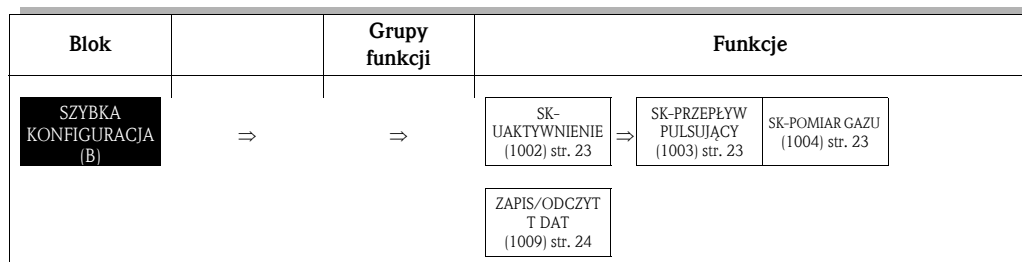 Blok
Grupy
funkcji
Funkcje
SZYBKA
KONFIGURACJA
(B)
⇒
⇒
SK-
UAKTYWNIENIE
(1002) str. 23
⇒
SK-PRZEPŁYW
PULSUJĄCY
(1003) str. 23
SK-POMIAR GAZU
(1004) str. 23
ZAPIS/ODCZYT
T DAT
(1009) str. 24